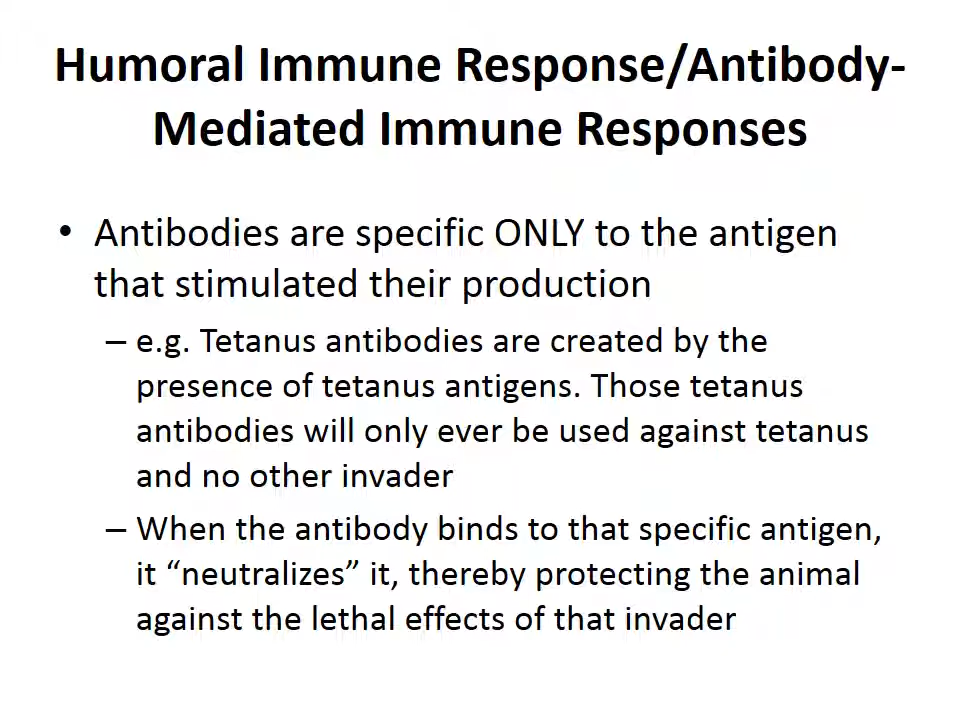 Humoral Immune Response/Antibody-
Mediated Immune Responses
• Antibodies are specific ONLY to the antigen
that stimulated their production
– e.g. Tetanus antibodies are created by the
presence of tetanus antigens. Those tetanus
antibodies will only ever be used against tetanus
and no other invader
– When the antibody binds to that specific antigen,
it “neutralizes” it, thereby protecting the animal
against the lethal effects of that invader